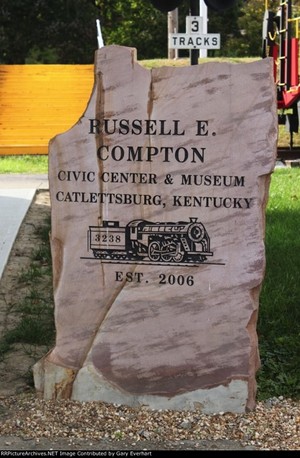 3
TRACKS
RUSSELL E.
COMPTON
CIVIC CENTER & MUSEUM
CATLETTSBURG, KENTUCKY
3238
EST. 2006
RRPictureArchives.NET Image Contributed by Gary Everhart